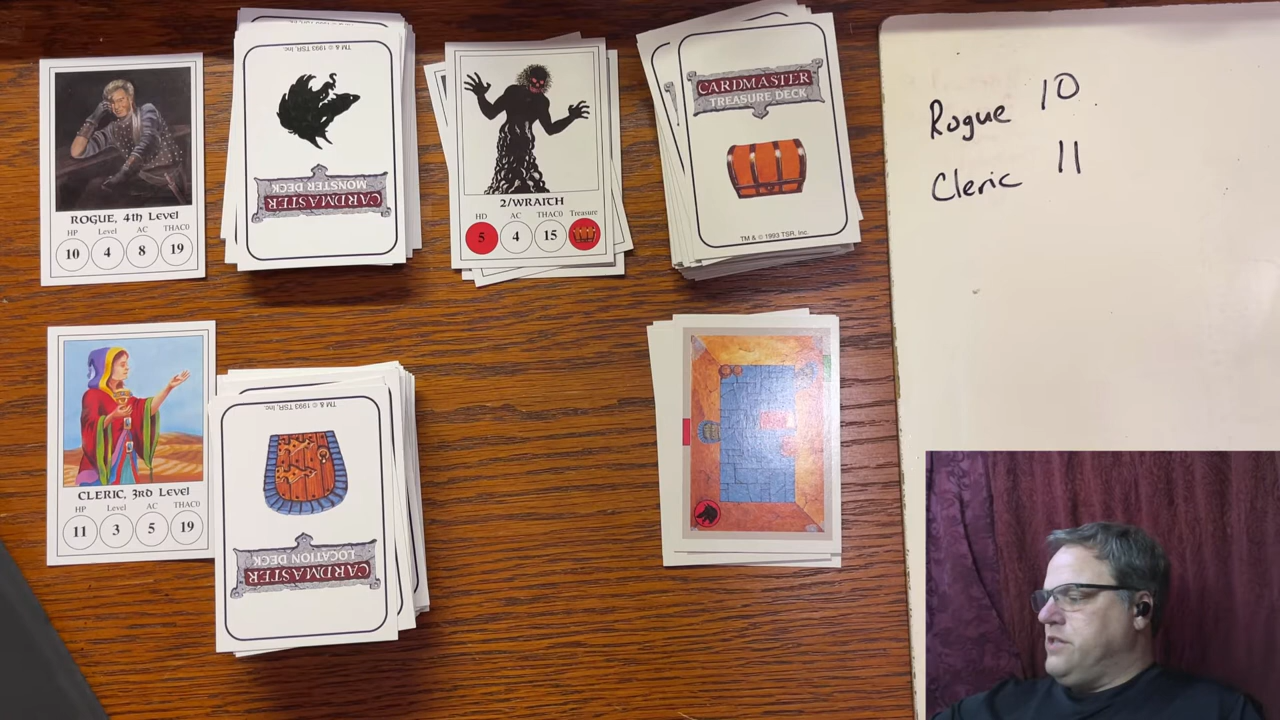 ROGUE, 4th Level
HP Level AC THAC0
10 4 8 19
TM & © 1993 TSR, Inc.
CARDMASTER
MONSTER DECK
2/WRAITH
HD AC THAC0 Treasure
5 4 15
CARDMASTER
TREASURE DECK
TM & © 1993 TSR, Inc.
Rogue 10
Cleric 11
CLERIC, 3RD Level
HP Level AC THAC0
11 3 5 19
TM & © 1993 TSR, Inc.
CARDMASTER
LOCATION DECK